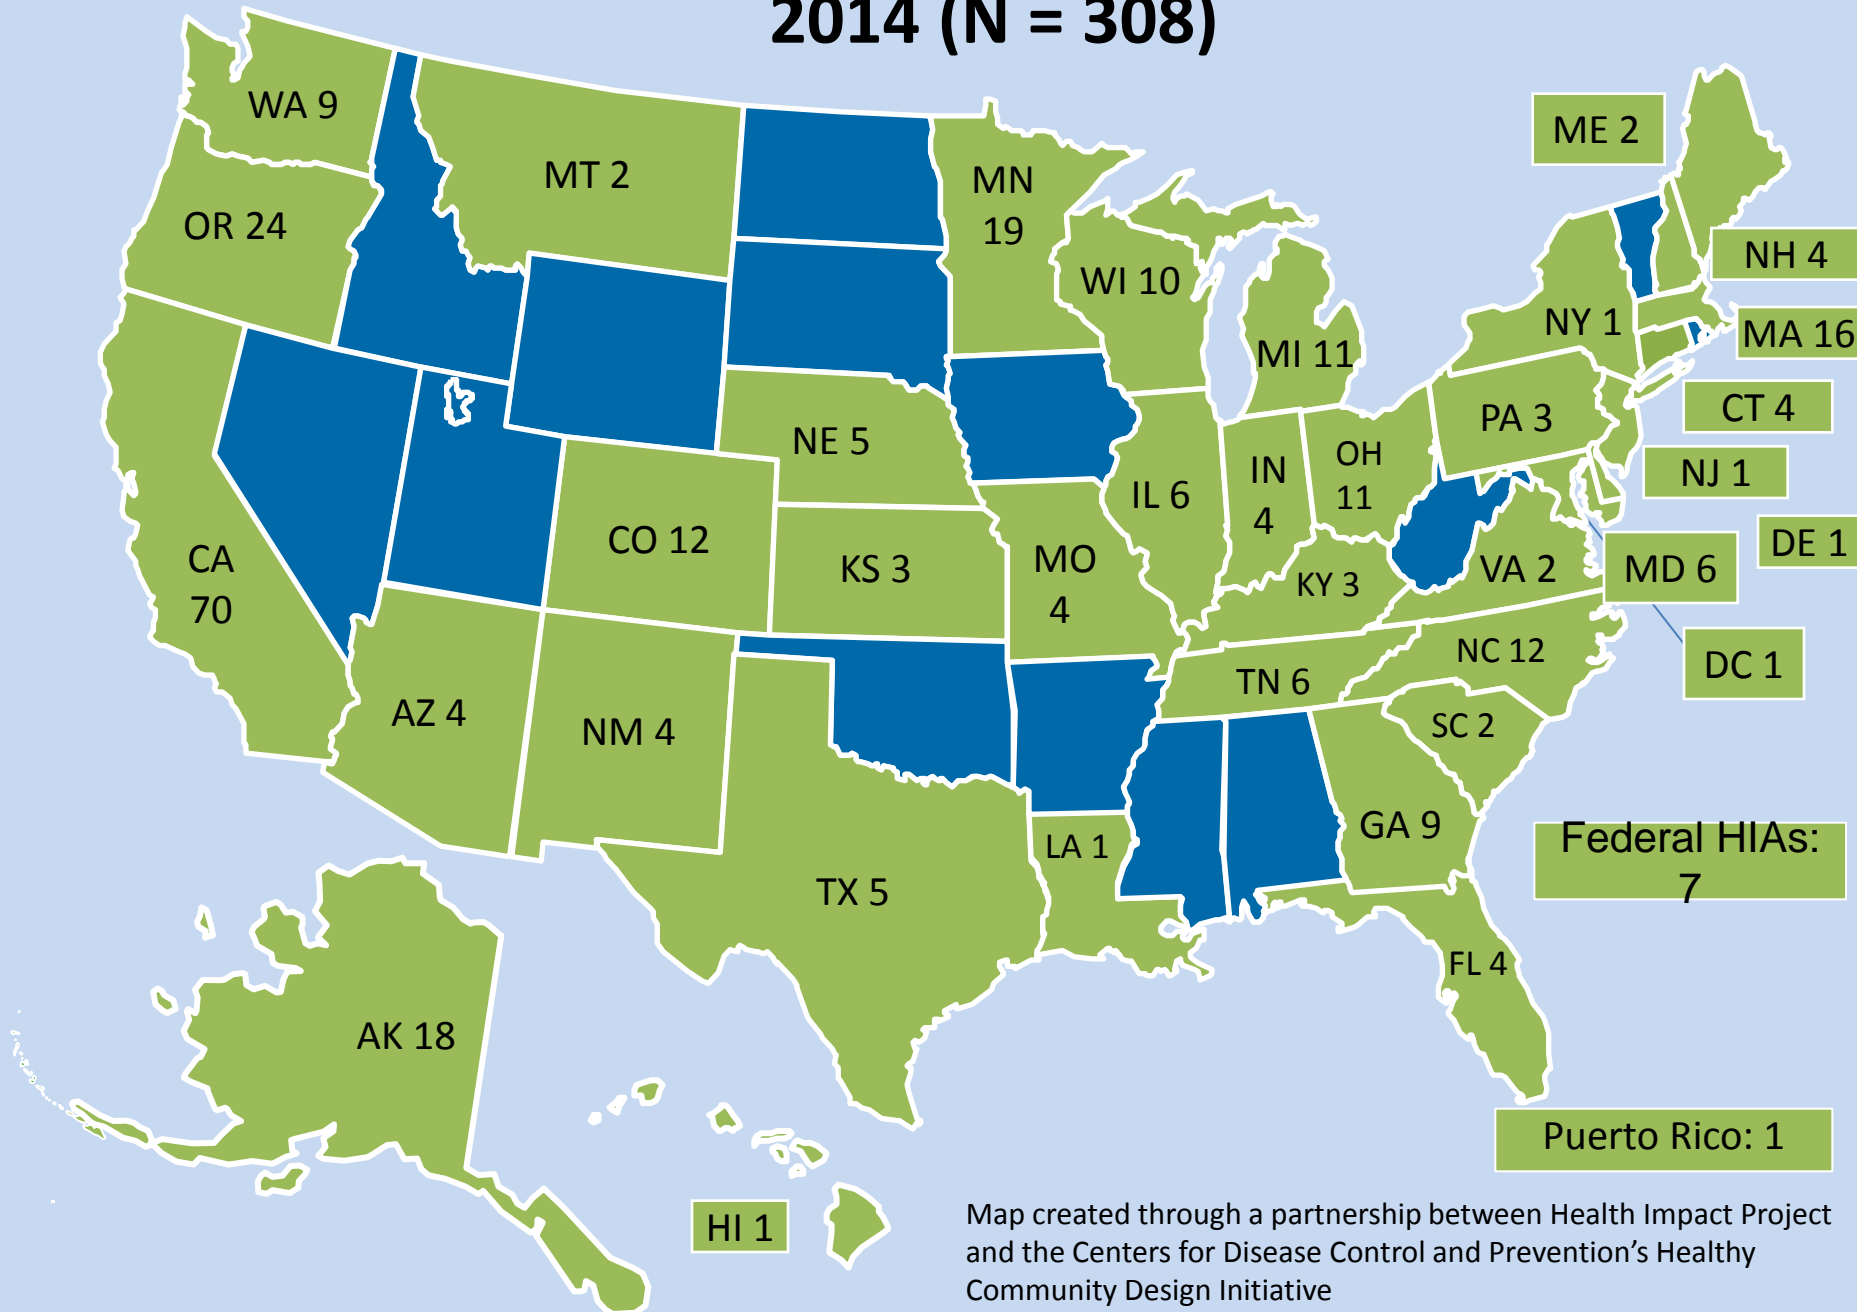 2014 (N = 308)
WA 9
MT 2
MN
19
ME 2
OR 24
WI 10
NH 4
NY 1
MA 16
MI 11
CT 4
PA 3
NE 5
OH
11
IN
4
IL 6
NJ 1
CO 12
DE 1
CA
70
KS 3
MO
4
KY 3
VA 2
MD 6
NC 12
DC 1
TN 6
AZ 4
NM 4
SC 2
GA 9
LA 1
Federal HIAs:
7
TX 5
FL 4
AK 18
Puerto Rico: 1
HI 1
Map created through a partnership between Health Impact Project
and the Centers for Disease Control and Prevention’s Healthy
Community Design Initiative